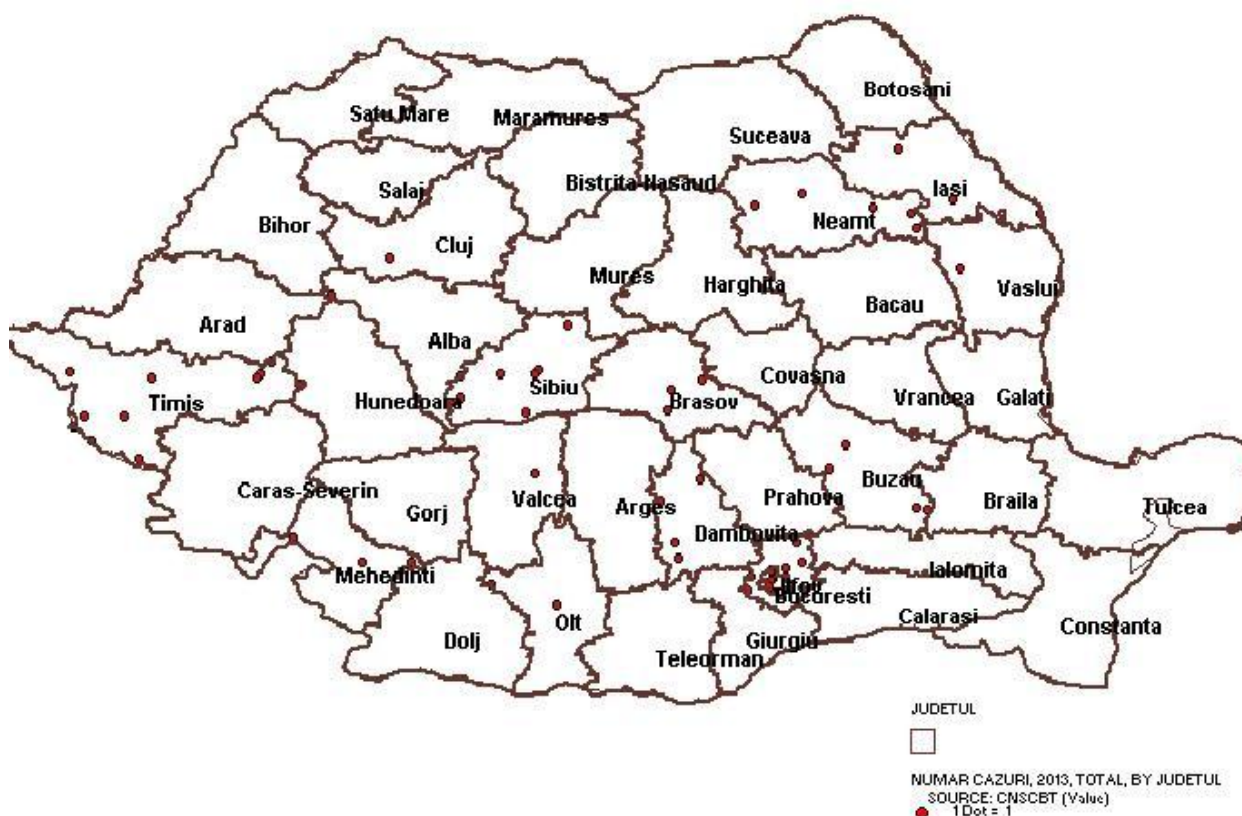 Botosani
Satu Mare
Maramures
Suceava
Bistrita-Nasaud
Salaj
Iasi
Neamt
Bihor
Cluj
Mures
Harghita
Bacau
Vaslui
Arad
Alba
Covasna
Timis
Hunedoara
Sibiu
Brasov
Vrancea
Galati
Caras-Severin
Gorj
Valcea
Arges
Prahova
Buzau
Braila
Tulcea
Dambovita
Mehedinti
Ilfov
Bucuresti
Ialomita
Calarasi
Constanta
Dolj
Olt
Teleorman
Giurgiu
JUDETUL
NUMAR CAZURI, 2013, TOTAL, BY JUDETUL
SOURCE: CNSCBT (Value)
1 Dot = 1